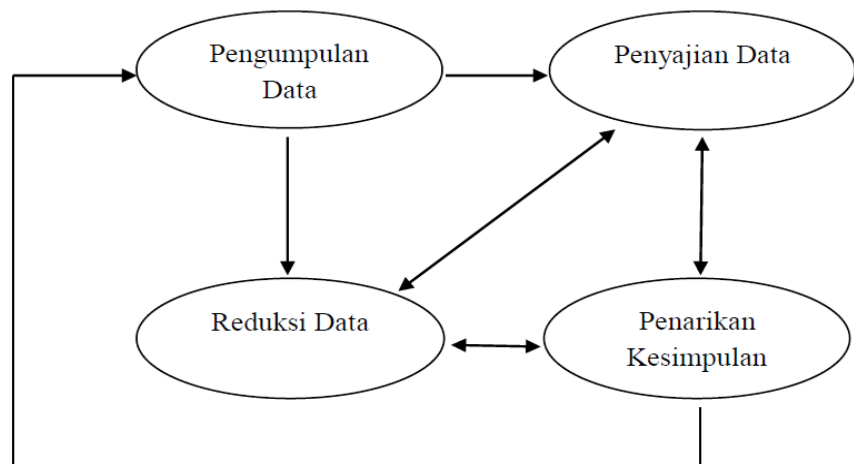 Pengumpulan
Data
Penyajian Data
Reduksi Data
Penarikan
Kesimpulan